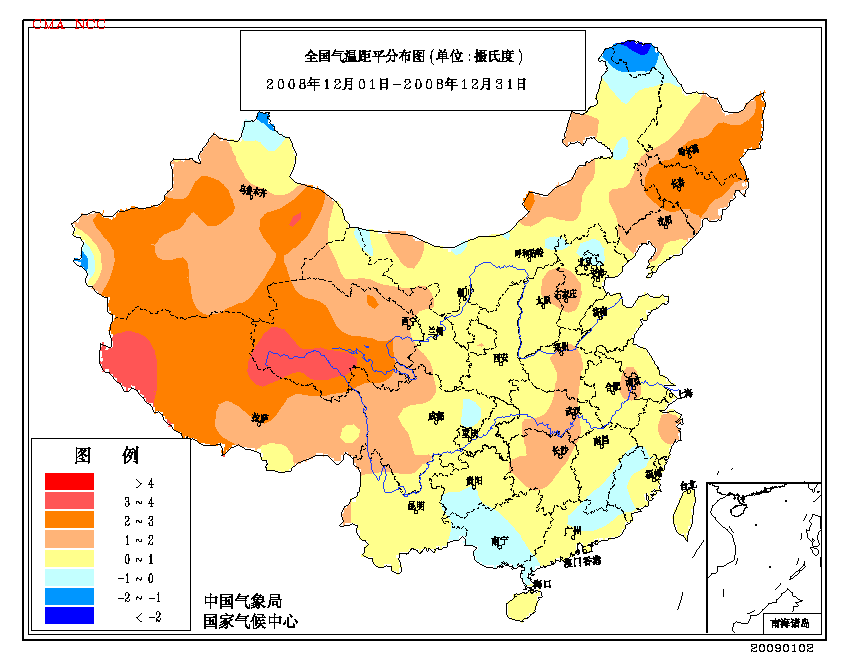 CMA NCC
全国气温距平分布图(单位:摄氏度)
2008年12月01日-2008年12月31日
哈尔滨
长春
乌鲁木齐
沈阳
呼和浩特
北京
天津
银川
太原
石家庄
济南
西宁
兰州
郑州
西安
合肥
南京
上海
拉萨
成都
武汉
重庆
南昌
长沙
贵阳
福州
台北
昆明
广州
南宁
澳门 香港
海口
图 例
> 4
3 ~ 4
2 ~ 3
1 ~ 2
0 ~ 1
-1 ~ 0
-2 ~ -1
< -2
中国气象局
国家气候中心
南海诸岛
20090102